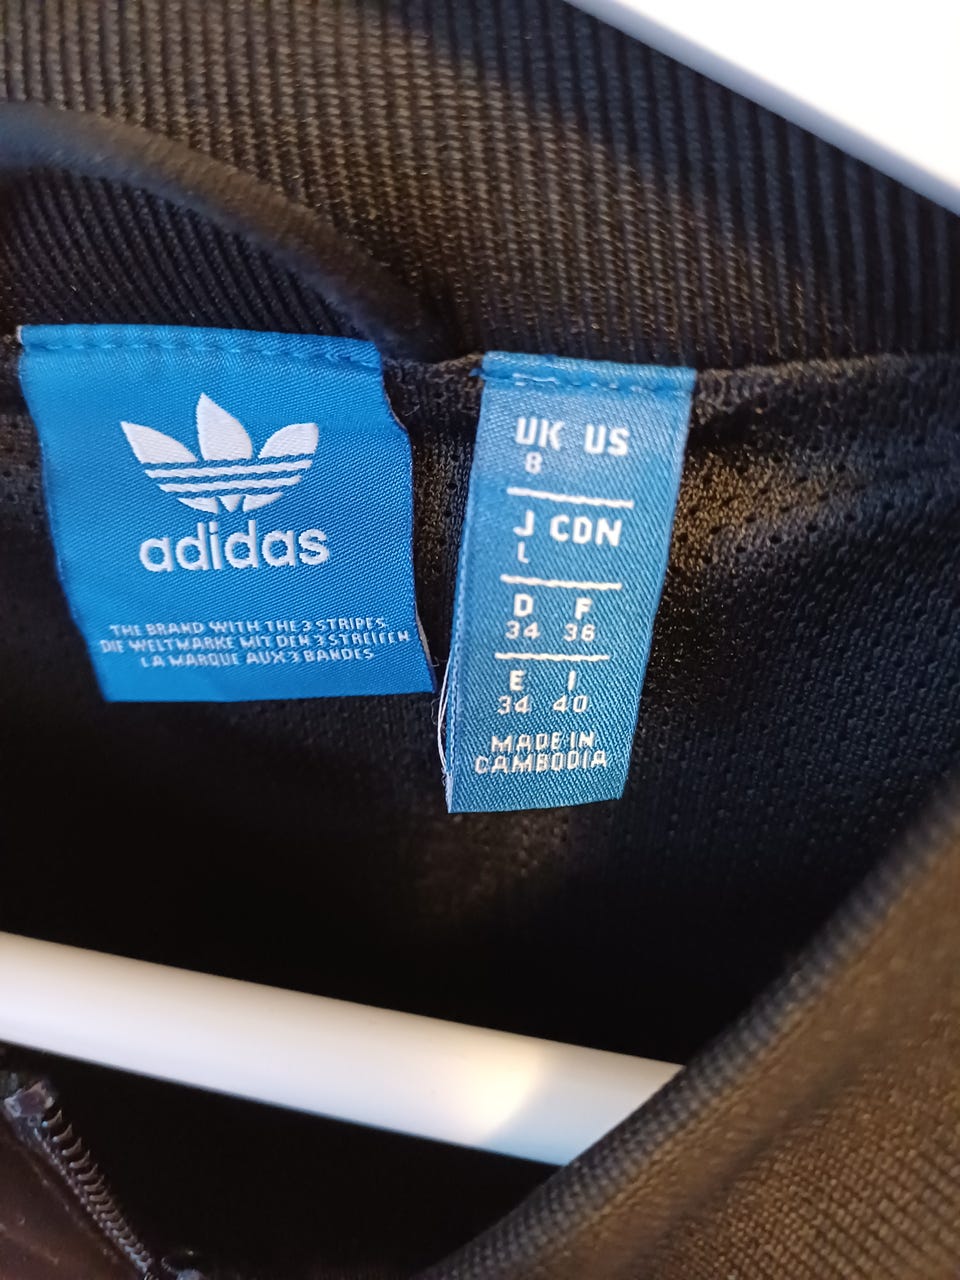 adidas
THE BRAND WITH THE 3 STRIPES
DIE WELTMARKE MIT DEN 3 STREIFEN
LA MARQUE AUX 3 BANDES
UK US
8
J CDN
L
D F
34 36
E I
34 40
MADE IN
CAMBODIA